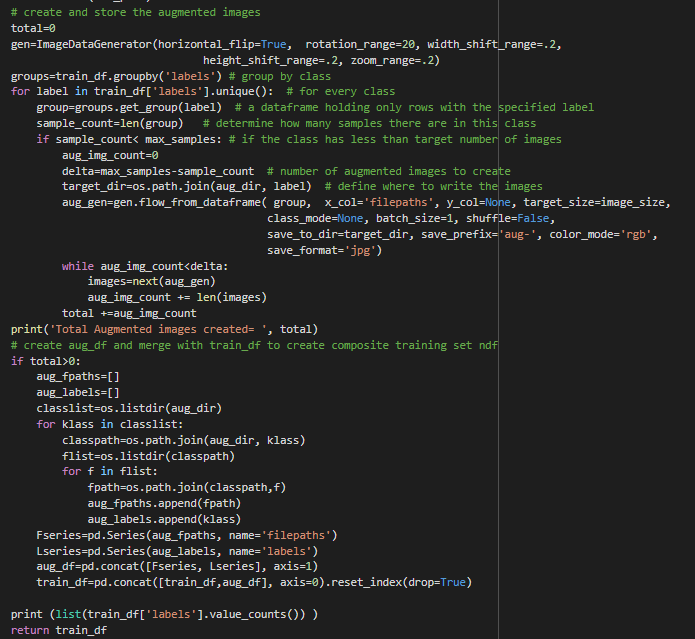 # create and store the augmented images
total=0
gen=ImageDataGenerator(horizontal_flip=True,  rotation_range=20, width_shift_range=.2,
                              height_shift_range=.2, zoom_range=.2)
groups=train_df.groupby('labels') # group by class
for label in train_df['labels'].unique():  # for every class
    group=groups.get_group(label)  # a dataframe holding only rows with the specified label
    sample_count=len(group)   # determine how many samples there are in this class
    if sample_count< max_samples: # if the class has less than target number of images
        aug_img_count=0
        delta=max_samples-sample_count  # number of augmented images to create
        target_dir=os.path.join(aug_dir, label)  # define where to write the images
        aug_gen=gen.flow_from_dataframe( group,  x_col='filepaths', y_col=None, target_size=image_size,
                                        class_mode=None, batch_size=1, shuffle=False,
                                        save_to_dir=target_dir, save_prefix='aug-', color_mode='rgb',
                                        save_format='jpg')
        while aug_img_count<delta:
            images=next(aug_gen)
            aug_img_count += len(images)
        total +=aug_img_count
print('Total Augmented images created= ', total)
# create aug_df and merge with train_df to create composite training set ndf
if total>0:
    aug_fpaths=[]
    aug_labels=[]
    classlist=os.listdir(aug_dir)
    for klass in classlist:
        classpath=os.path.join(aug_dir, klass)
        flist=os.listdir(classpath)
        for f in flist:
            fpath=os.path.join(classpath,f)
            aug_fpaths.append(fpath)
            aug_labels.append(klass)
    Fseries=pd.Series(aug_fpaths, name='filepaths')
    Lseries=pd.Series(aug_labels, name='labels')
    aug_df=pd.concat([Fseries, Lseries], axis=1)
    train_df=pd.concat([train_df,aug_df], axis=0).reset_index(drop=True)

print (list(train_df['labels'].value_counts()) )
return train_df